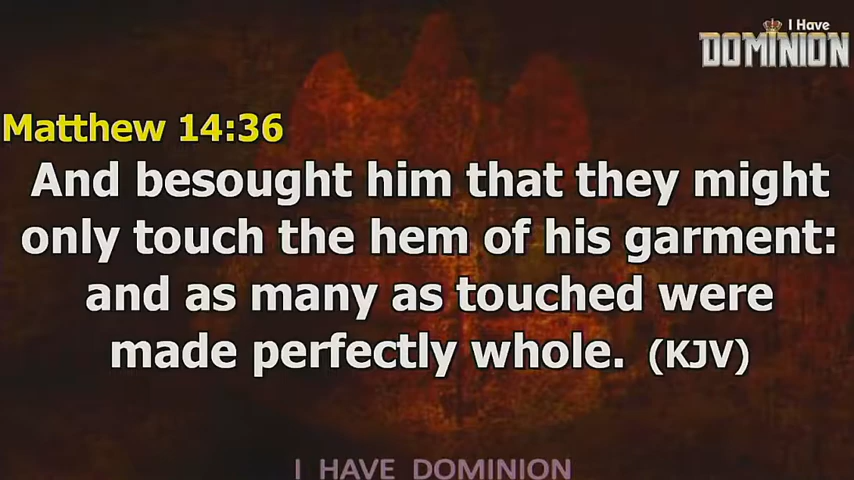 I Have
DOMINION
Matthew 14:36
And besought him that they might
only touch the hem of his garment:
and as many as touched were
made perfectly whole. (KJV)
I HAVE DOMINION